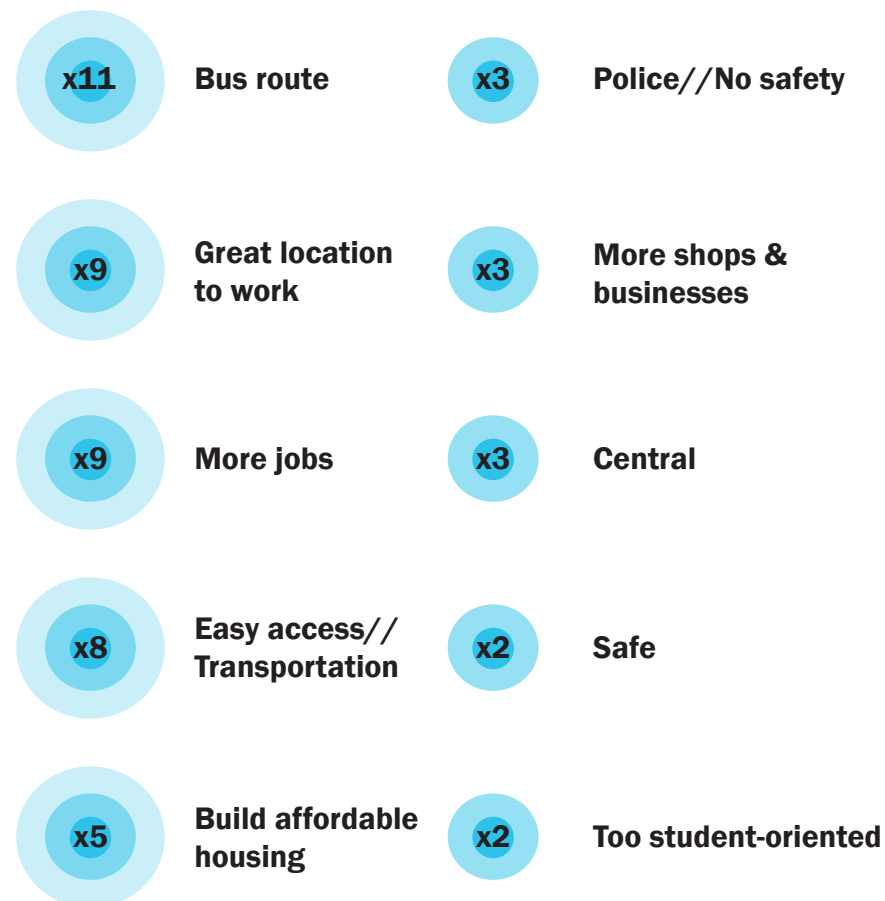 x11
Bus route
x9
Great location
to work
x9
More jobs
x8
Easy access//
Transportation
x5
Build affordable
housing
x3
Police//No safety
x3
More shops &
businesses
x3
Central
x2
Safe
x2
Too student-oriented